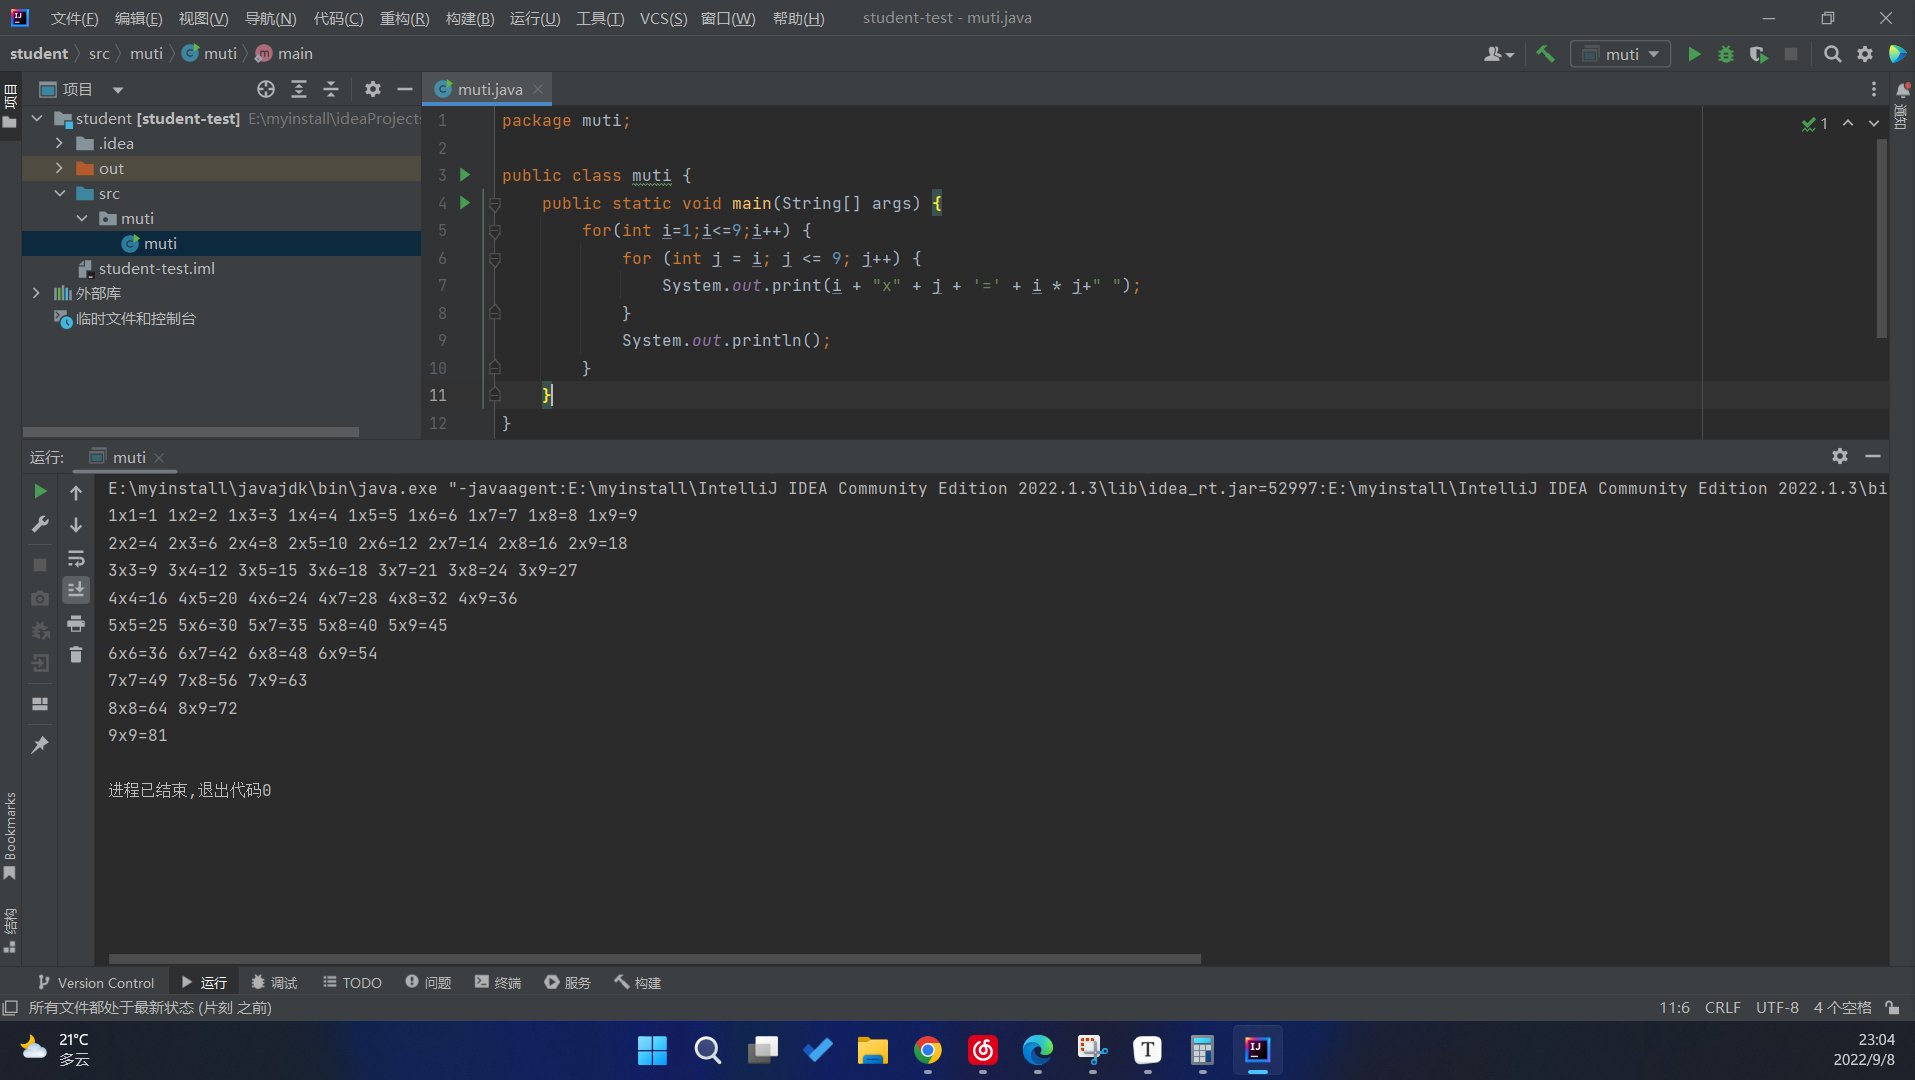 文件(F) 编辑(E) 视图(V) 导航(N) 代码(C) 重构(R) 构建(B) 运行(U) 工具(T) VCS(S) 窗口(W) 帮助(H) student-test - muti.java
student src muti muti main
muti
项目
muti.java
项目
通知
student [student-test] E:\myinstall\ideaProject
.idea
out
src
muti
muti
student-test.iml
外部库
临时文件和控制台
1 package muti;
1
2
3 public class muti {
4 public static void main(String[] args) {
5 for(int i=1;i<=9;i++) {
6 for (int j = i; j <= 9; j++) {
7 System.out.print(i + "x" + j + '=' + i * j+" ");
8 }
9 System.out.println();
10 }
11 }
12 }
运行: muti
E:\myinstall\javajdk\bin\java.exe "-javaagent:E:\myinstall\IntelliJ IDEA Community Edition 2022.1.3\lib\idea_rt.jar=52997:E:\myinstall\IntelliJ IDEA Community Edition 2022.1.3\bi
1x1=1 1x2=2 1x3=3 1x4=4 1x5=5 1x6=6 1x7=7 1x8=8 1x9=9
2x2=4 2x3=6 2x4=8 2x5=10 2x6=12 2x7=14 2x8=16 2x9=18
3x3=9 3x4=12 3x5=15 3x6=18 3x7=21 3x8=24 3x9=27
4x4=16 4x5=20 4x6=24 4x7=28 4x8=32 4x9=36
5x5=25 5x6=30 5x7=35 5x8=40 5x9=45
6x6=36 6x7=42 6x8=48 6x9=54
7x7=49 7x8=56 7x9=63
8x8=64 8x9=72
9x9=81
进程已结束,退出代码0
Bookmarks
结构
Version Control 运行 调试 TODO 问题 终端 服务 构建
所有文件都处于最新状态 (片刻 之前)
11:6 CRLF UTF-8 4 个空格
21°C
多云
23:04
2022/9/8